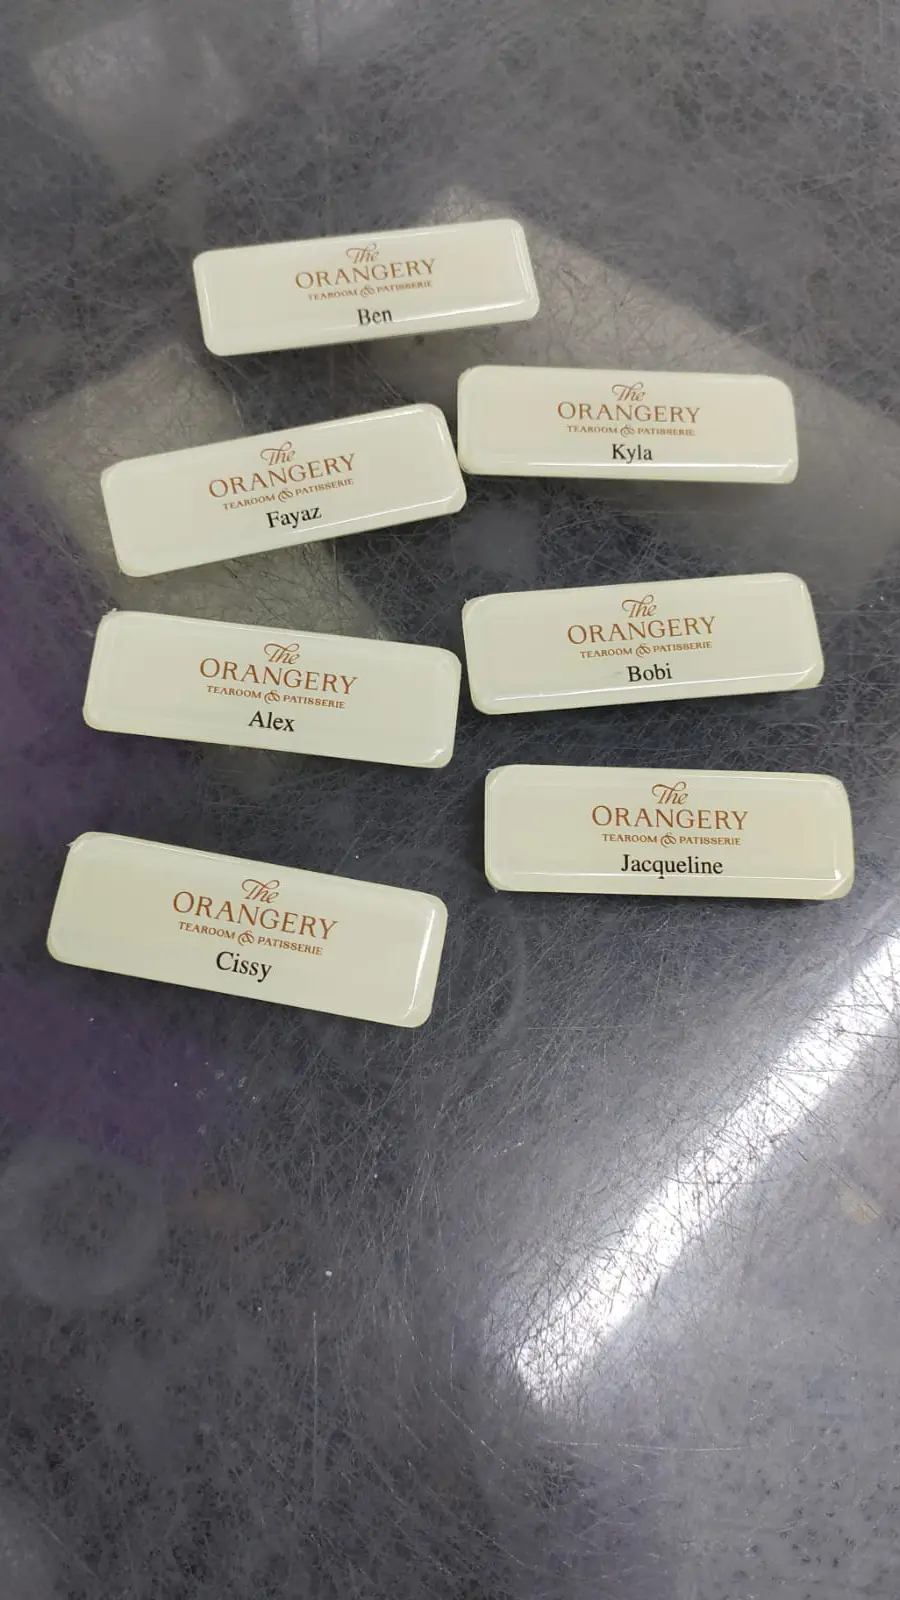 The
ORANGERY
TEAROOM & PATISSERIE
Ben
The
ORANGERY
TEAROOM & PATISSERIE
Kyla
The
ORANGERY
TEAROOM & PATISSERIE
Fayaz
The
ORANGERY
TEAROOM & PATISSERIE
Bobi
The
ORANGERY
TEAROOM & PATISSERIE
Alex
The
ORANGERY
TEAROOM & PATISSERIE
Jacqueline
The
ORANGERY
TEAROOM & PATISSERIE
Cissy